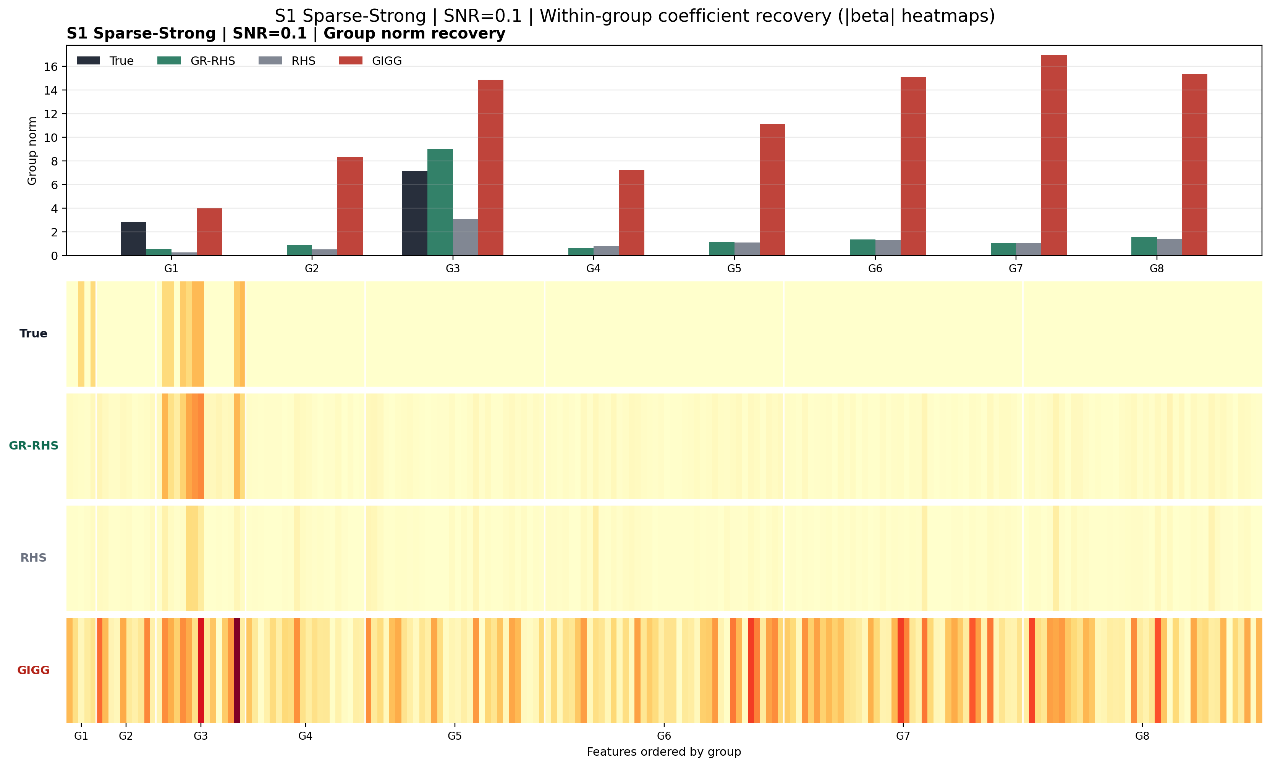 S1 Sparse-Strong | SNR=0.1 | Within-group coefficient recovery (|beta| heatmaps)
S1 Sparse-Strong | SNR=0.1 | Group norm recovery
True GR-RHS RHS GIGG
Group norm
16
14
12
10
8
6
4
2
0
G1 G2 G3 G4 G5 G6 G7 G8
True
GR-RHS
RHS
GIGG
G1 G2 G3 G4 G5 G6 G7 G8
Features ordered by group